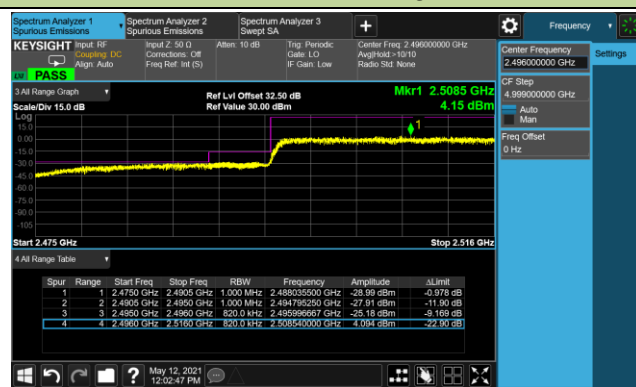 Spectrum Analyzer 1
Spurious Emissions
Spectrum Analyzer 2
Spurious Emissions
Spectrum Analyzer 3
Swept SA
+
Frequency
KEYSIGHT
Input: RF
Coupling: DC
Align: Auto
Input Z: 50 Ω
Corrections: Off
Freq Ref: Int (S)
Atten: 10 dB
Trig: Periodic
Gate: LO
IF Gain: Low
Center Freq: 2.496000000 GHz
Avg|Hold:>10/10
Radio Std: None
PASS
Center Frequency
2.496000000 GHz
Settings
CF Step
4.999000000 GHz
Auto
Man
Freq Offset
0 Hz
3 All Range Graph
Scale/Div 15.0 dB
Ref Lvl Offset 32.50 dB
Ref Value 30.00 dBm
Mkr1 2.5085 GHz
4.15 dBm
Log
15.0
0.00
-15.0
-30.0
-45.0
-60.0
-75.0
-90.0
-105
1
Start 2.475 GHz
Stop 2.516 GHz
4 All Range Table
Spur Range Start Freq Stop Freq RBW Frequency Amplitude ΔLimit
1 1 2.4750 GHz 2.4905 GHz 1.000 MHz 2.488035500 GHz -28.99 dBm -0.978 dB
2 2 2.4905 GHz 2.4950 GHz 1.000 MHz 2.494795250 GHz -27.91 dBm -11.90 dB
3 3 2.4950 GHz 2.4960 GHz 820.0 kHz 2.495996667 GHz -25.18 dBm -9.169 dB
4 4 2.4960 GHz 2.5160 GHz 820.0 kHz 2.508540000 GHz 4.094 dBm -22.90 dB
?
May 12, 2021
12:02:47 PM